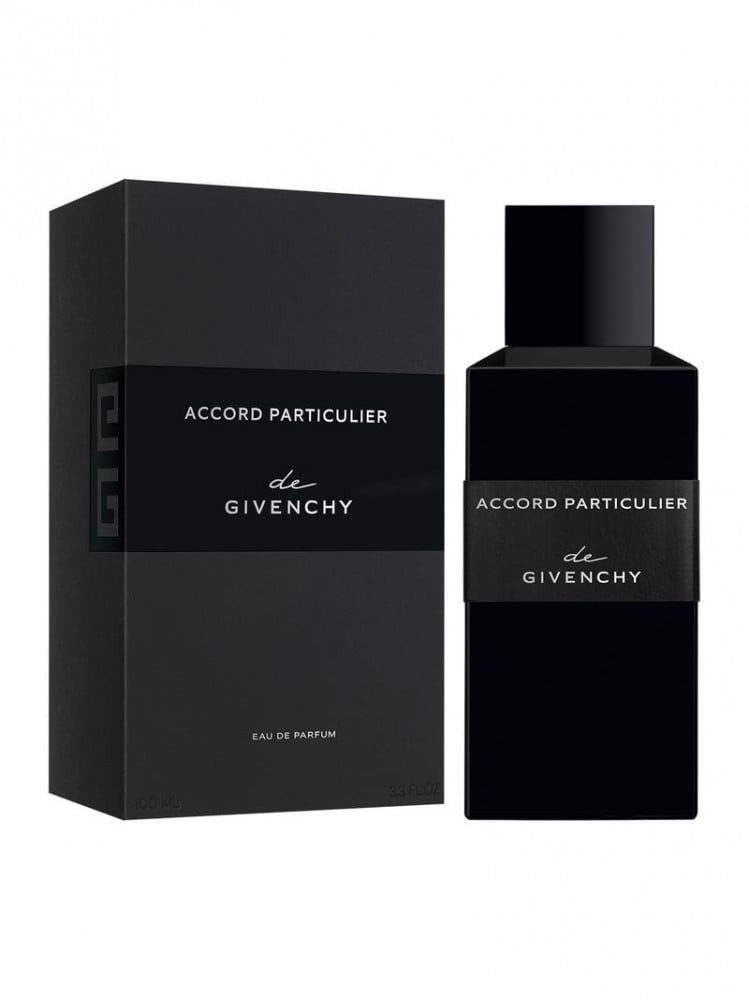 ACCORD PARTICULIER
de
GIVENCHY
EAU DE PARFUM
100 ML
3.3 FL.OZ
ACCORD PARTICULIER
de
GIVENCHY